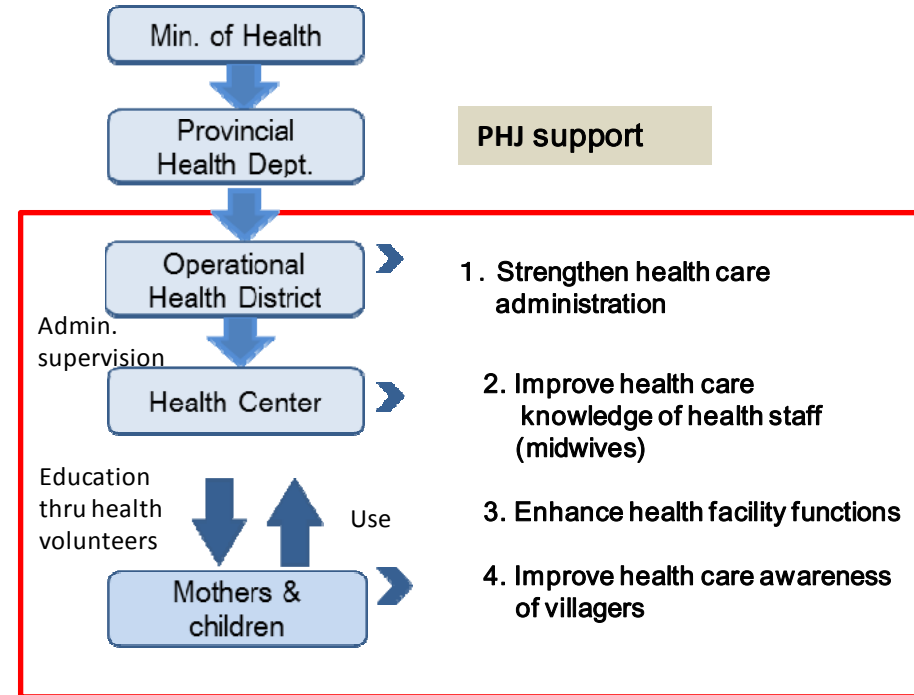 Min. of Health
Provincial
Health Dept.
PHJ support
Operational
Health District
1. Strengthen health care
administration
Admin.
supervision
Health Center
2. Improve health care
knowledge of health staff
(midwives)
Education
thru health
volunteers
Use
3. Enhance health facility functions
Mothers &
children
4. Improve health care awareness
of villagers